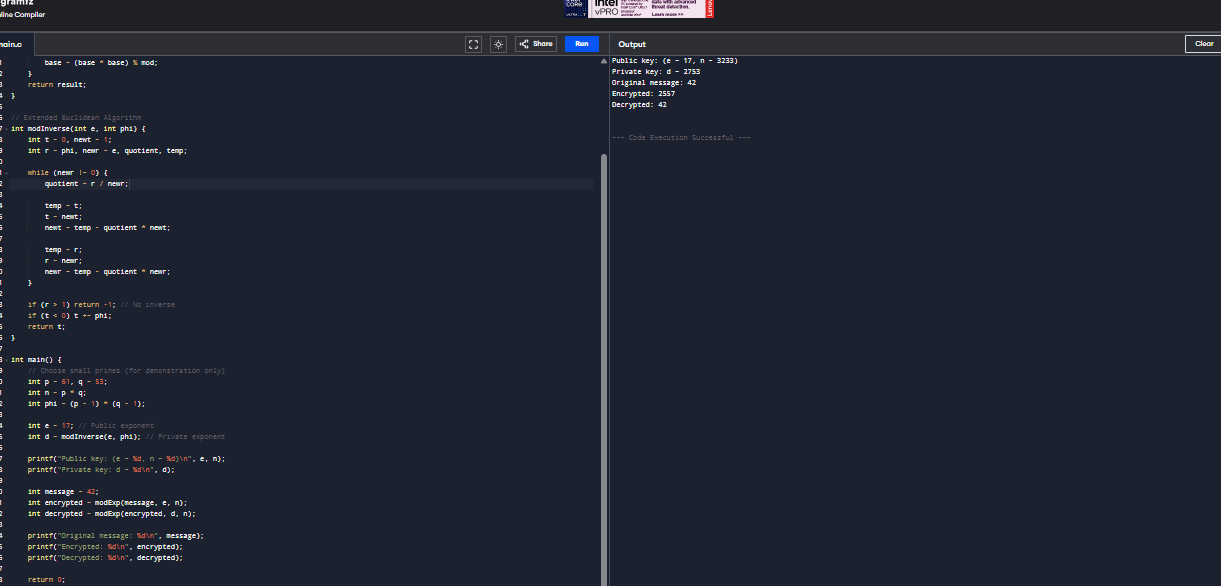 gramiz
line Compiler
intel
vPRO
data with advanced
threat detection.
Learn more >>
main.c
Share
Run
Output
Clear
base = (base * base) % mod;
}
return result;
}
// Extended Euclidean Algorithm
int modInverse(int e, int phi) {
int t = 0, newt = 1;
int r = phi, newr = e, quotient, temp;
while (newr != 0) {
quotient = r / newr;
temp = t;
t = newt;
newt = temp - quotient * newt;
temp = r;
r = newr;
newr = temp - quotient * newr;
}
if (r > 1) return -1; // No inverse
if (t < 0) t += phi;
return t;
}
int main() {
// Choose small primes (for demonstration only)
int p = 61, q = 53;
int n = p * q;
int phi = (p - 1) * (q - 1);
int e = 17; // Public exponent
int d = modInverse(e, phi); // Private exponent
printf("Public key: (e = %d, n = %d)\n", e, n);
printf("Private key: d = %d\n", d);
int message = 42;
int encrypted = modExp(message, e, n);
int decrypted = modExp(encrypted, d, n);
printf("Original message: %d\n", message);
printf("Encrypted: %d\n", encrypted);
printf("Decrypted: %d\n", decrypted);
return 0;
Public key: (e = 17, n = 3233)
Private key: d = 2753
Original message: 42
Encrypted: 2557
Decrypted: 42
=== Code Execution Successful ===